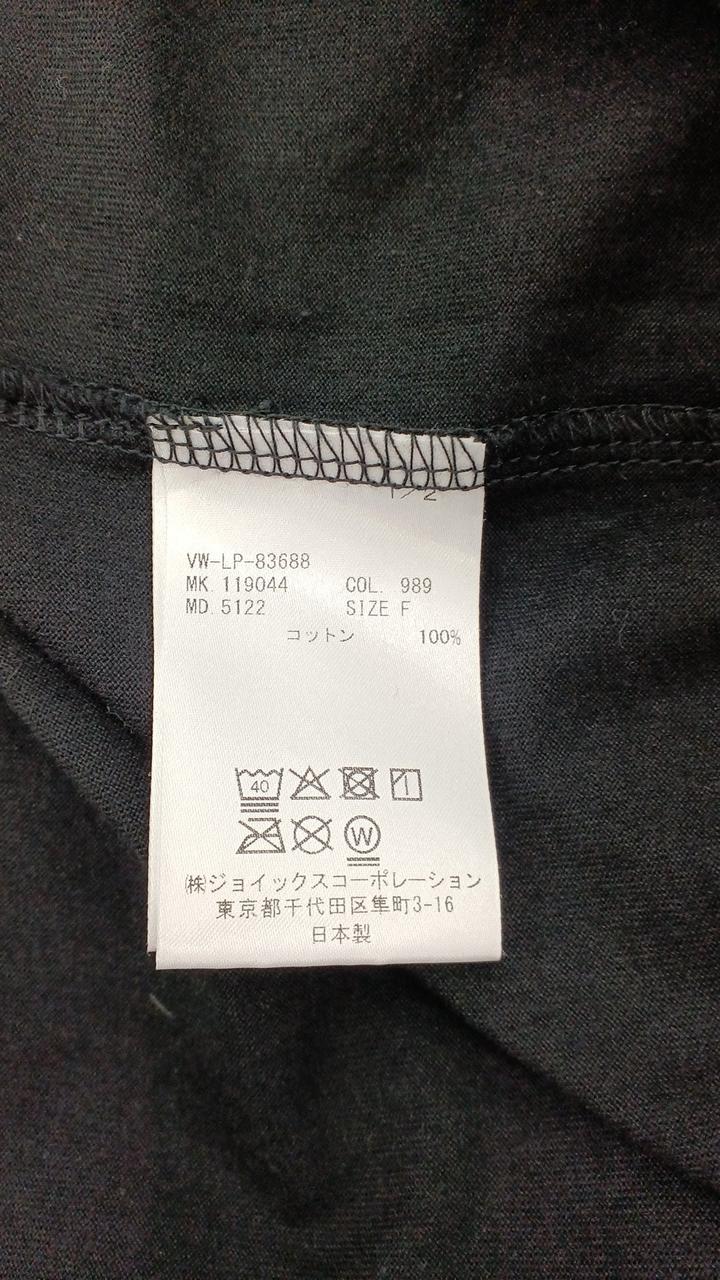 1/2
VW-LP-83688
MK. 119044 COL. 989
MD. 5122 SIZE F
コットン 100%
40
W
㈱ジョイックスコーポレーション
東京都千代田区隼町3-16
日本製